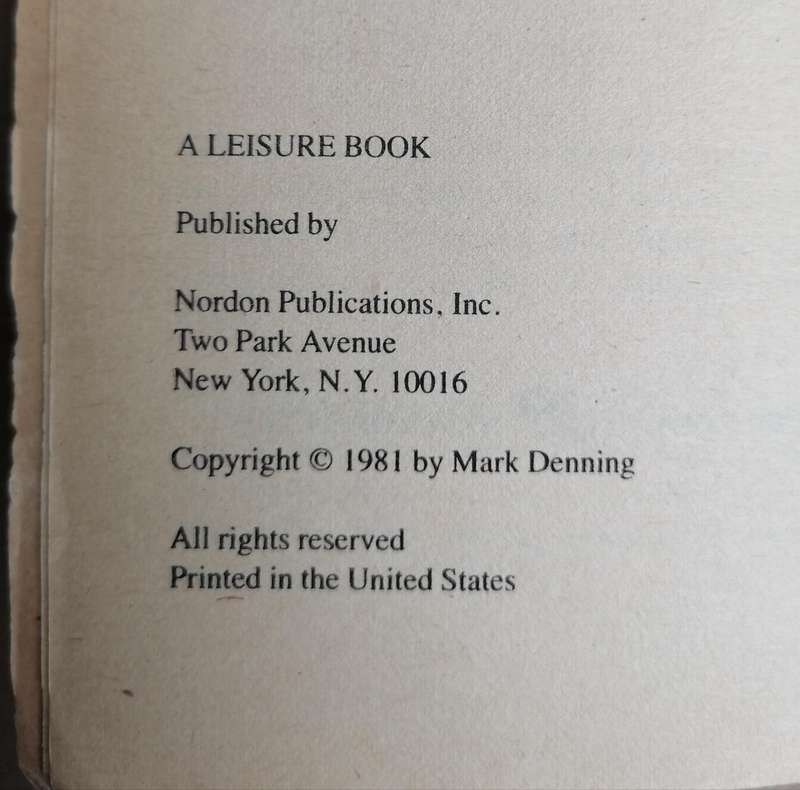 A LEISURE BOOK
Published by
Nordon Publications, Inc.
Two Park Avenue
New York, N.Y. 10016
Copyright © 1981 by Mark Denning
All rights reserved
Printed in the United States